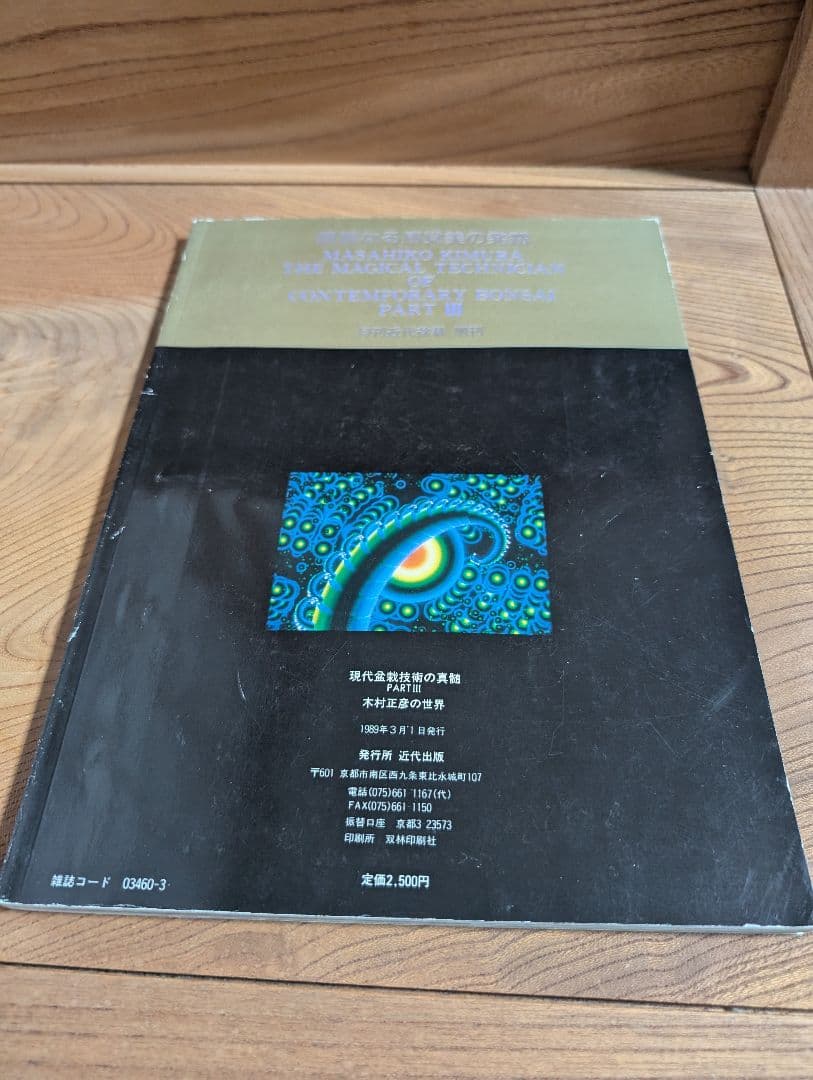 MASAHIKO KIMURA
THE MAGICAL TECHNICIAN
OF
CONTEMPORARY BONSAI
PART III
現代盆栽技術の真髄
PART III
木村正彦の世界
1989年3月1日発行
発行所 近代出版
〒601 京都市南区西九条東比永城町107
電話(075)661 1167(代)
FAX(075)661 1150
振替口座 京都3 23573
印刷所 双林印刷社
雑誌コード 03460-3
定価2,500円